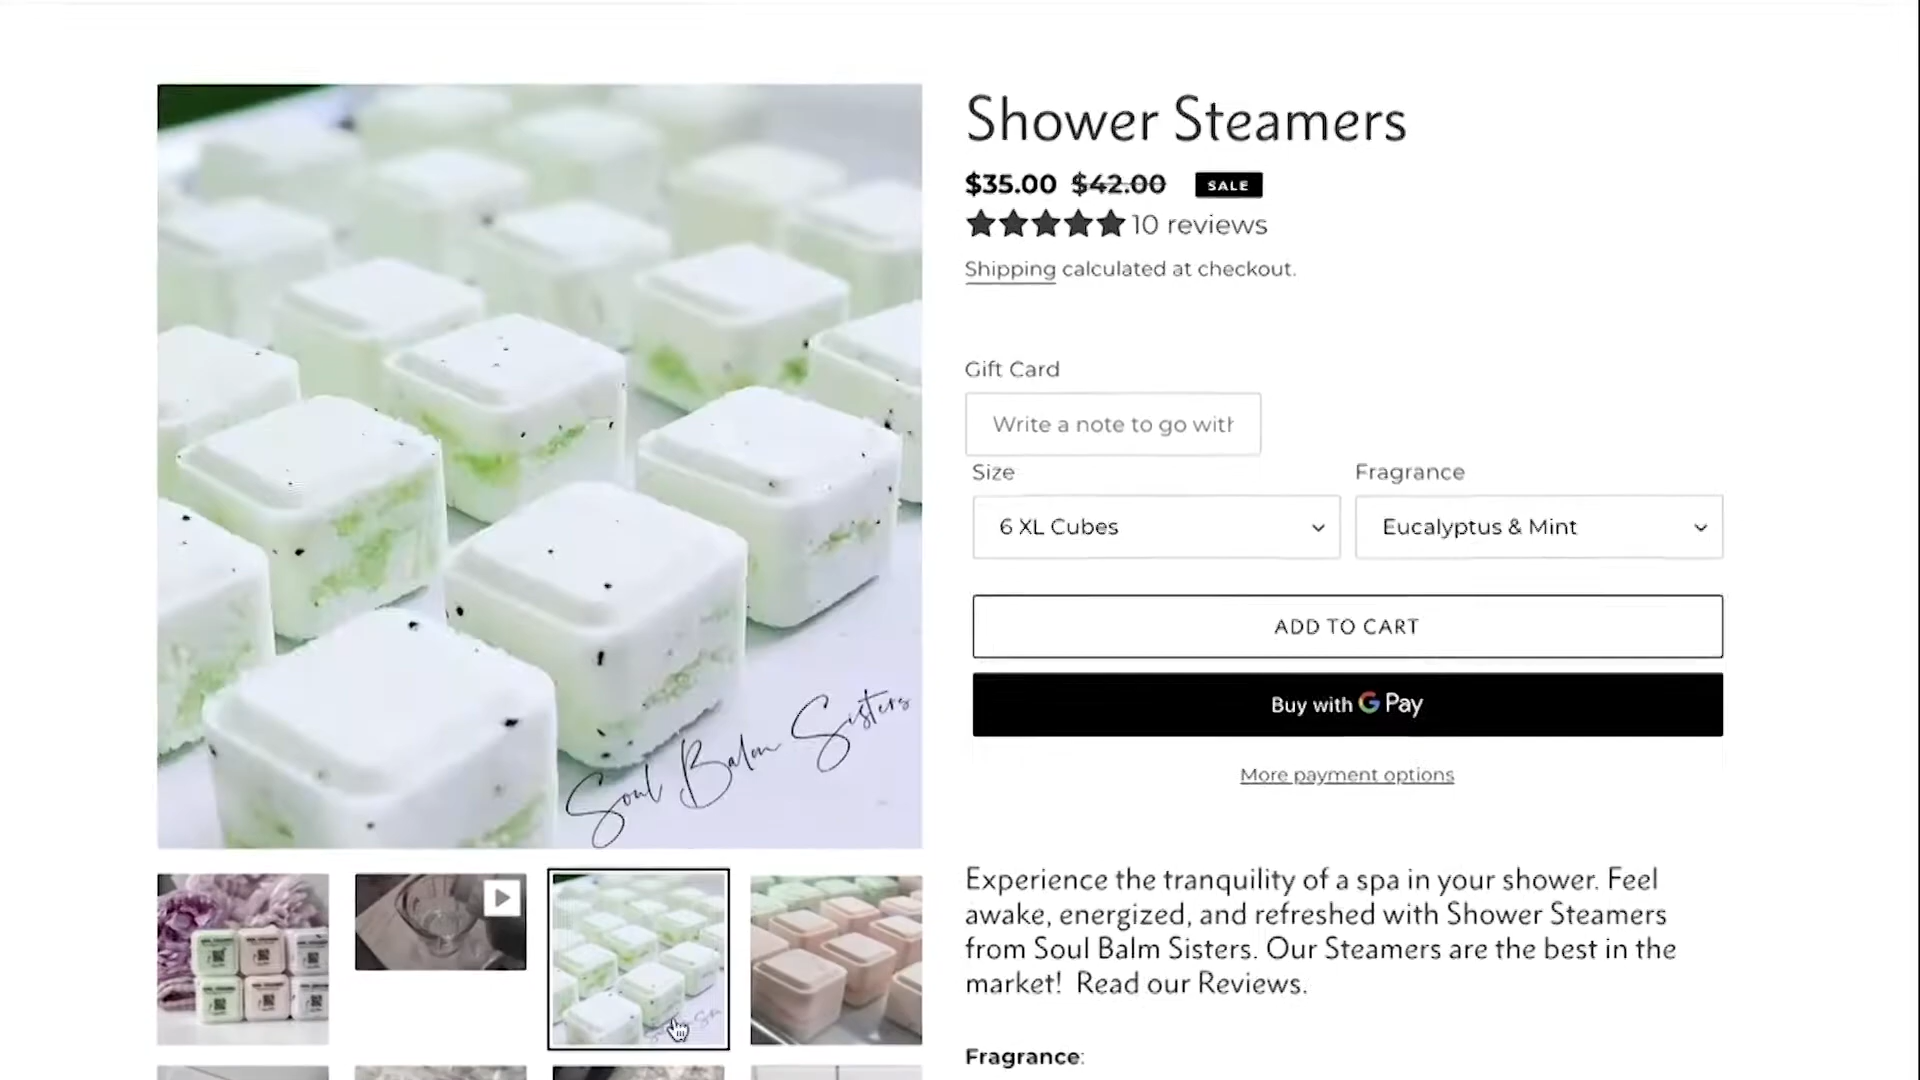 Shower Steamers
$35.00 $42.00 SALE
10 reviews
Shipping calculated at checkout.
Gift Card
Write a note to go with
Size
Fragrance
6 XL Cubes
Eucalyptus & Mint
ADD TO CART
Buy with G Pay
More payment options
Soul Balm Sisters
Experience the tranquility of a spa in your shower. Feel
awake, energized, and refreshed with Shower Steamers
from Soul Balm Sisters. Our Steamers are the best in the
market! Read our Reviews.
Fragrance: